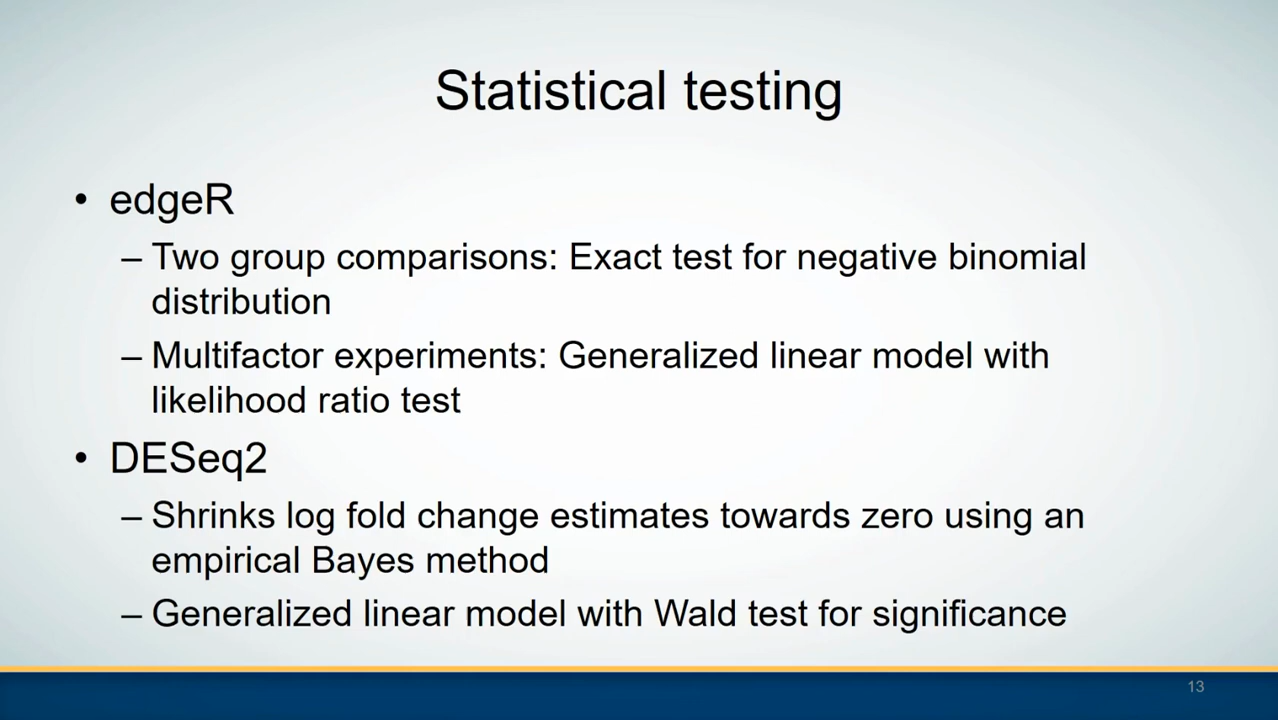 Statistical testing
• edgeR
– Two group comparisons: Exact test for negative binomial
distribution
– Multifactor experiments: Generalized linear model with
likelihood ratio test
• DESeq2
– Shrinks log fold change estimates towards zero using an
empirical Bayes method
– Generalized linear model with Wald test for significance
13